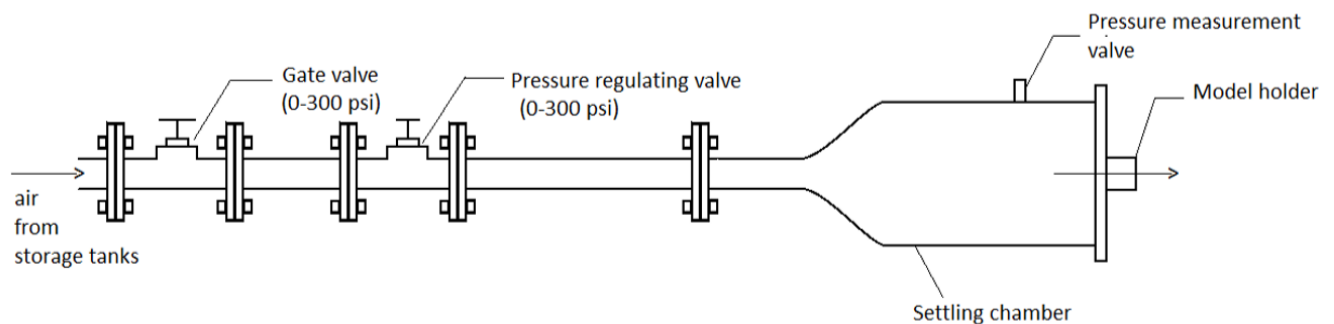 Pressure measurement
valve
Gate valve
(0-300 psi)
Pressure regulating valve
(0-300 psi)
Model holder
air
from
storage tanks
Settling chamber